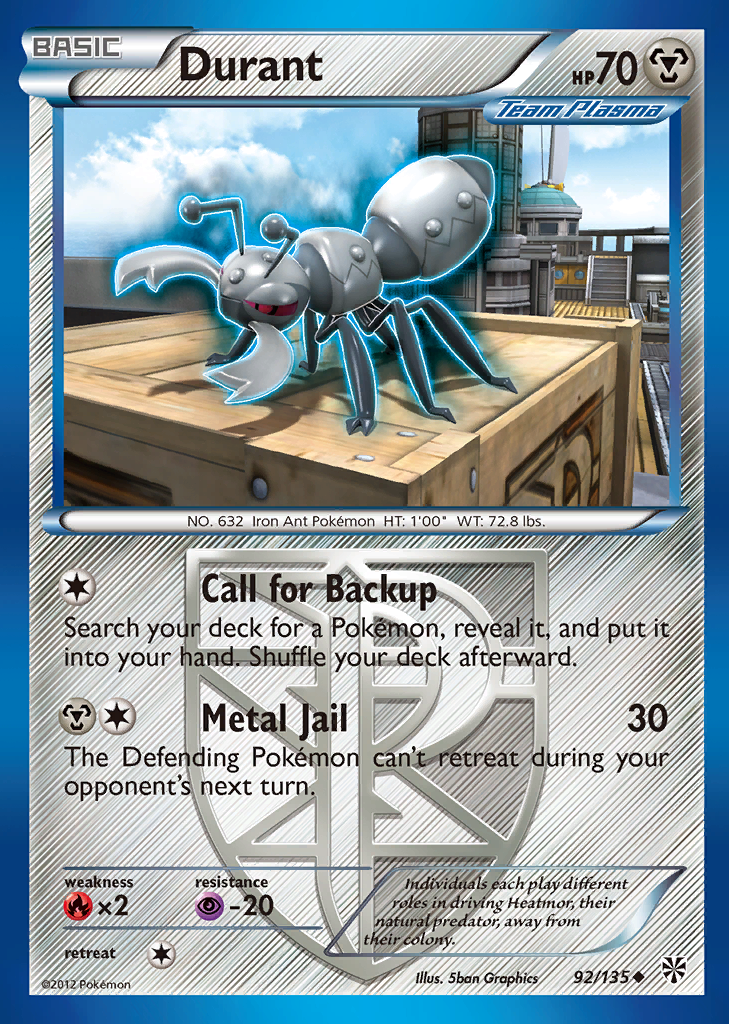 BASIC
Durant
HP70
Team Plasma
NO. 632 Iron Ant Pokémon HT: 1'00" WT: 72.8 lbs.
Call for Backup
Search your deck for a Pokémon, reveal it, and put it
into your hand. Shuffle your deck afterward.
Metal Jail 30
The Defending Pokémon can't retreat during your
opponent's next turn.
weakness resistance
×2 -20
Individuals each play different
roles in driving Heatmor, their
natural predator, away from
their colony.
retreat
©2012 Pokémon
Illus. 5ban Graphics 92/135